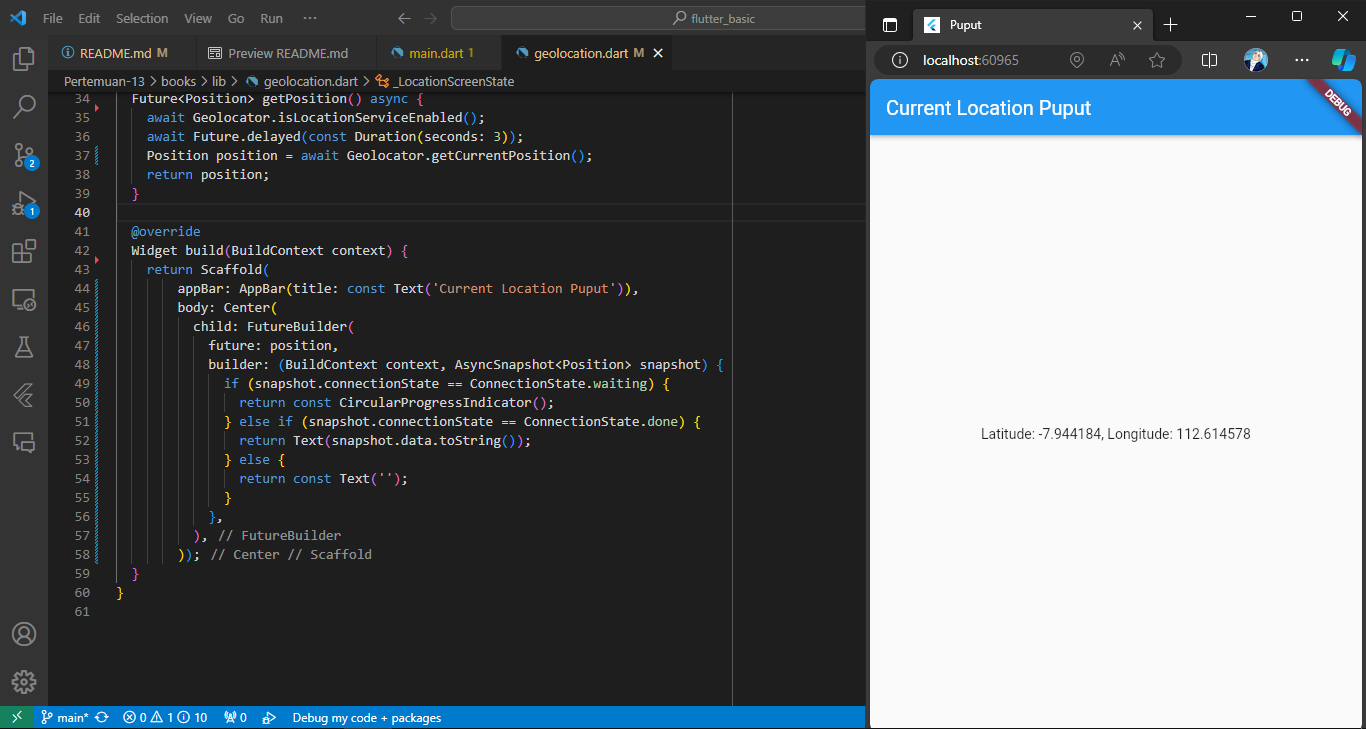 File Edit Selection View Go Run ··· flutter_basic
README.md M Preview README.md main.dart 1 geolocation.dart M
Pertemuan-13 > books > lib > geolocation.dart > _LocationScreenState
34 Future<Position> getPosition() async {
35 await Geolocator.isLocationServiceEnabled();
36 await Future.delayed(const Duration(seconds: 3));
37 Position position = await Geolocator.getCurrentPosition();
38 return position;
39 }
40
41 @override
42 Widget build(BuildContext context) {
43 return Scaffold(
44 appBar: AppBar(title: const Text('Current Location Puput')),
45 body: Center(
46 child: FutureBuilder(
47 future: position,
48 builder: (BuildContext context, AsyncSnapshot<Position> snapshot) {
49 if (snapshot.connectionState == ConnectionState.waiting) {
50 return const CircularProgressIndicator();
51 } else if (snapshot.connectionState == ConnectionState.done) {
52 return Text(snapshot.data.toString());
53 } else {
54 return const Text('');
55 }
56 },
57 ), // FutureBuilder
58 )); // Center // Scaffold
59 }
60 }
61
2
1
main* 0 1 10 0 Debug my code + packages
Puput
localhost:60965
Current Location Puput
DEBUG
Latitude: -7.944184, Longitude: 112.614578